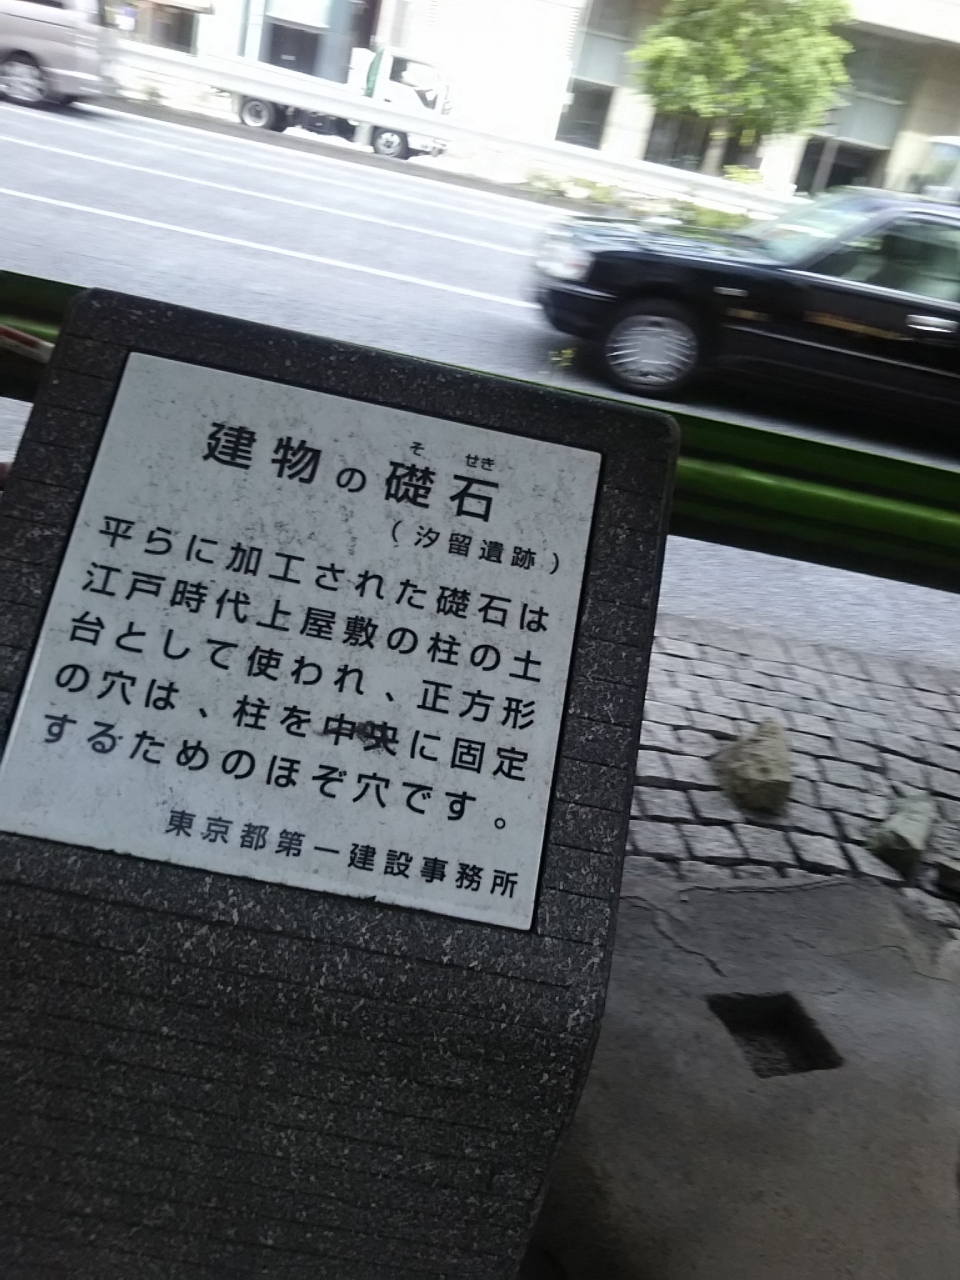 建物の礎石
そ せき
（汐留遺跡）
平らに加工された礎石は
江戸時代上屋敷の柱の土
台として使われ、正方形
の穴は、柱を中央に固定
するためのほぞ穴です。
東京都第一建設事務所